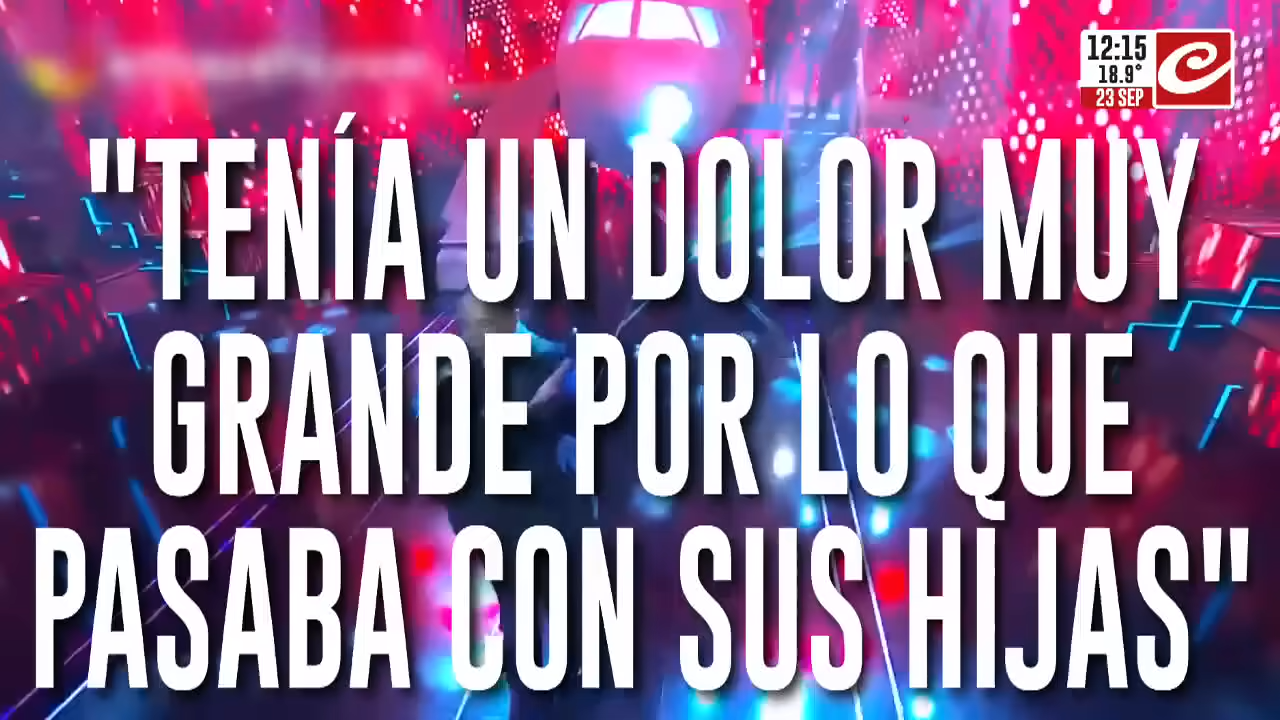 12:15
18.9°
23 SEP
"TENÍA UN DOLOR MUY
GRANDE POR LO QUE
PASABA CON SUS HIJAS"